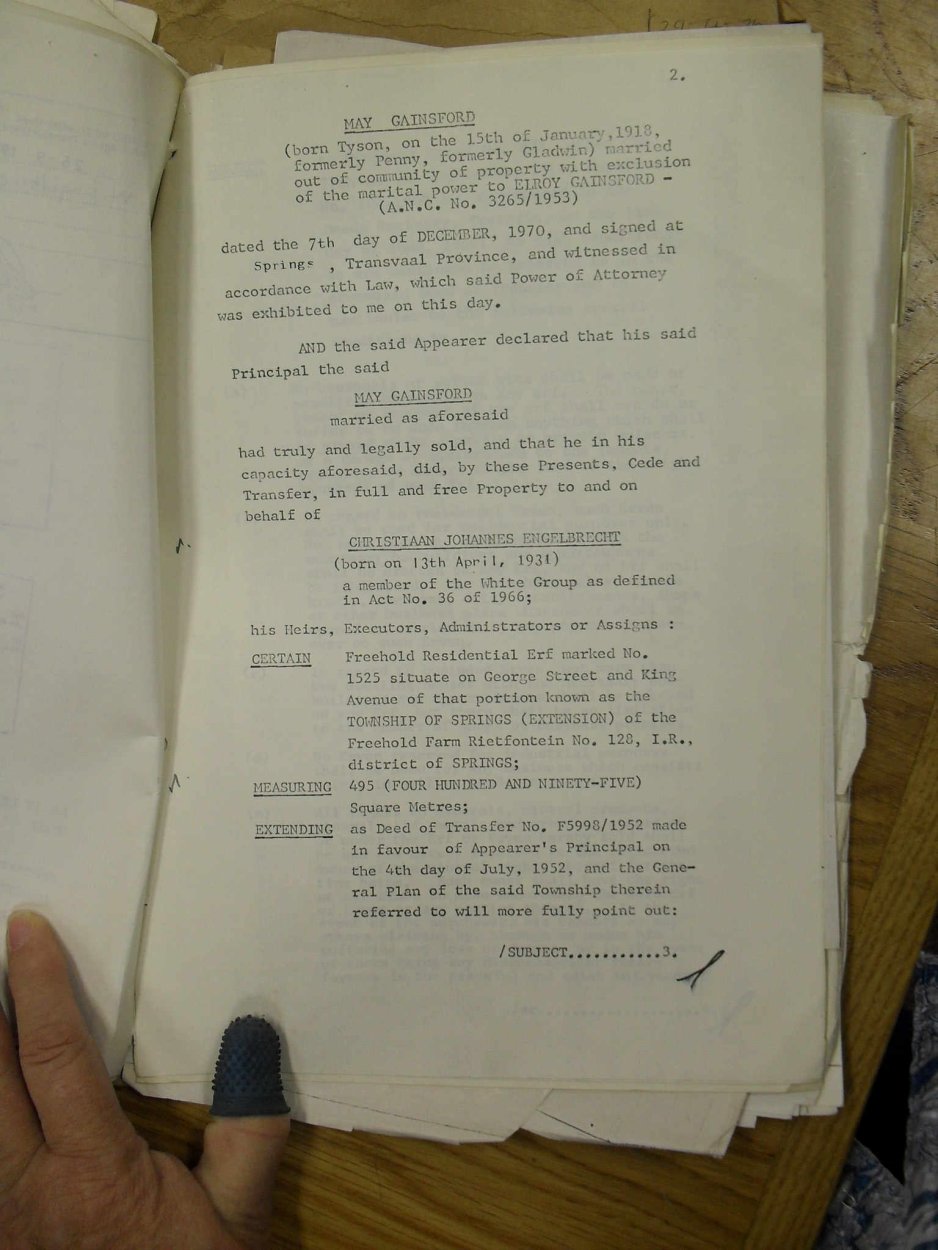 2.
MAY GAINSFORD
(born Tyson, on the 15th of January,1918,
formerly Penny, formerly Gladwin) married
out of community of property with exclusion
of the marital power to ELROY GAINSFORD -
(A.N.C. No. 3265/1953)
dated the 7th day of DECEMBER, 1970, and signed at
Springs , Transvaal Province, and witnessed in
accordance with Law, which said Power of Attorney
was exhibited to me on this day.
AND the said Appearer declared that his said
Principal the said
MAY GAINSFORD
married as aforesaid
had truly and legally sold, and that he in his
capacity aforesaid, did, by these Presents, Cede and
Transfer, in full and free Property to and on
behalf of
CHRISTIAAN JOHANNES ENGELBRECHT
(born on 13th April, 1931)
a member of the White Group as defined
in Act No. 36 of 1966;
his Heirs, Executors, Administrators or Assigns :
CERTAIN Freehold Residential Erf marked No.
1525 situate on George Street and King
Avenue of that portion known as the
TOWNSHIP OF SPRINGS (EXTENSION) of the
Freehold Farm Rietfontein No. 128, I.R.,
district of SPRINGS;
MEASURING 495 (FOUR HUNDRED AND NINETY-FIVE)
Square Metres;
EXTENDING as Deed of Transfer No. F5998/1952 made
in favour of Appearer's Principal on
the 4th day of July, 1952, and the Gene-
ral Plan of the said Township therein
referred to will more fully point out:
/SUBJECT...........3.